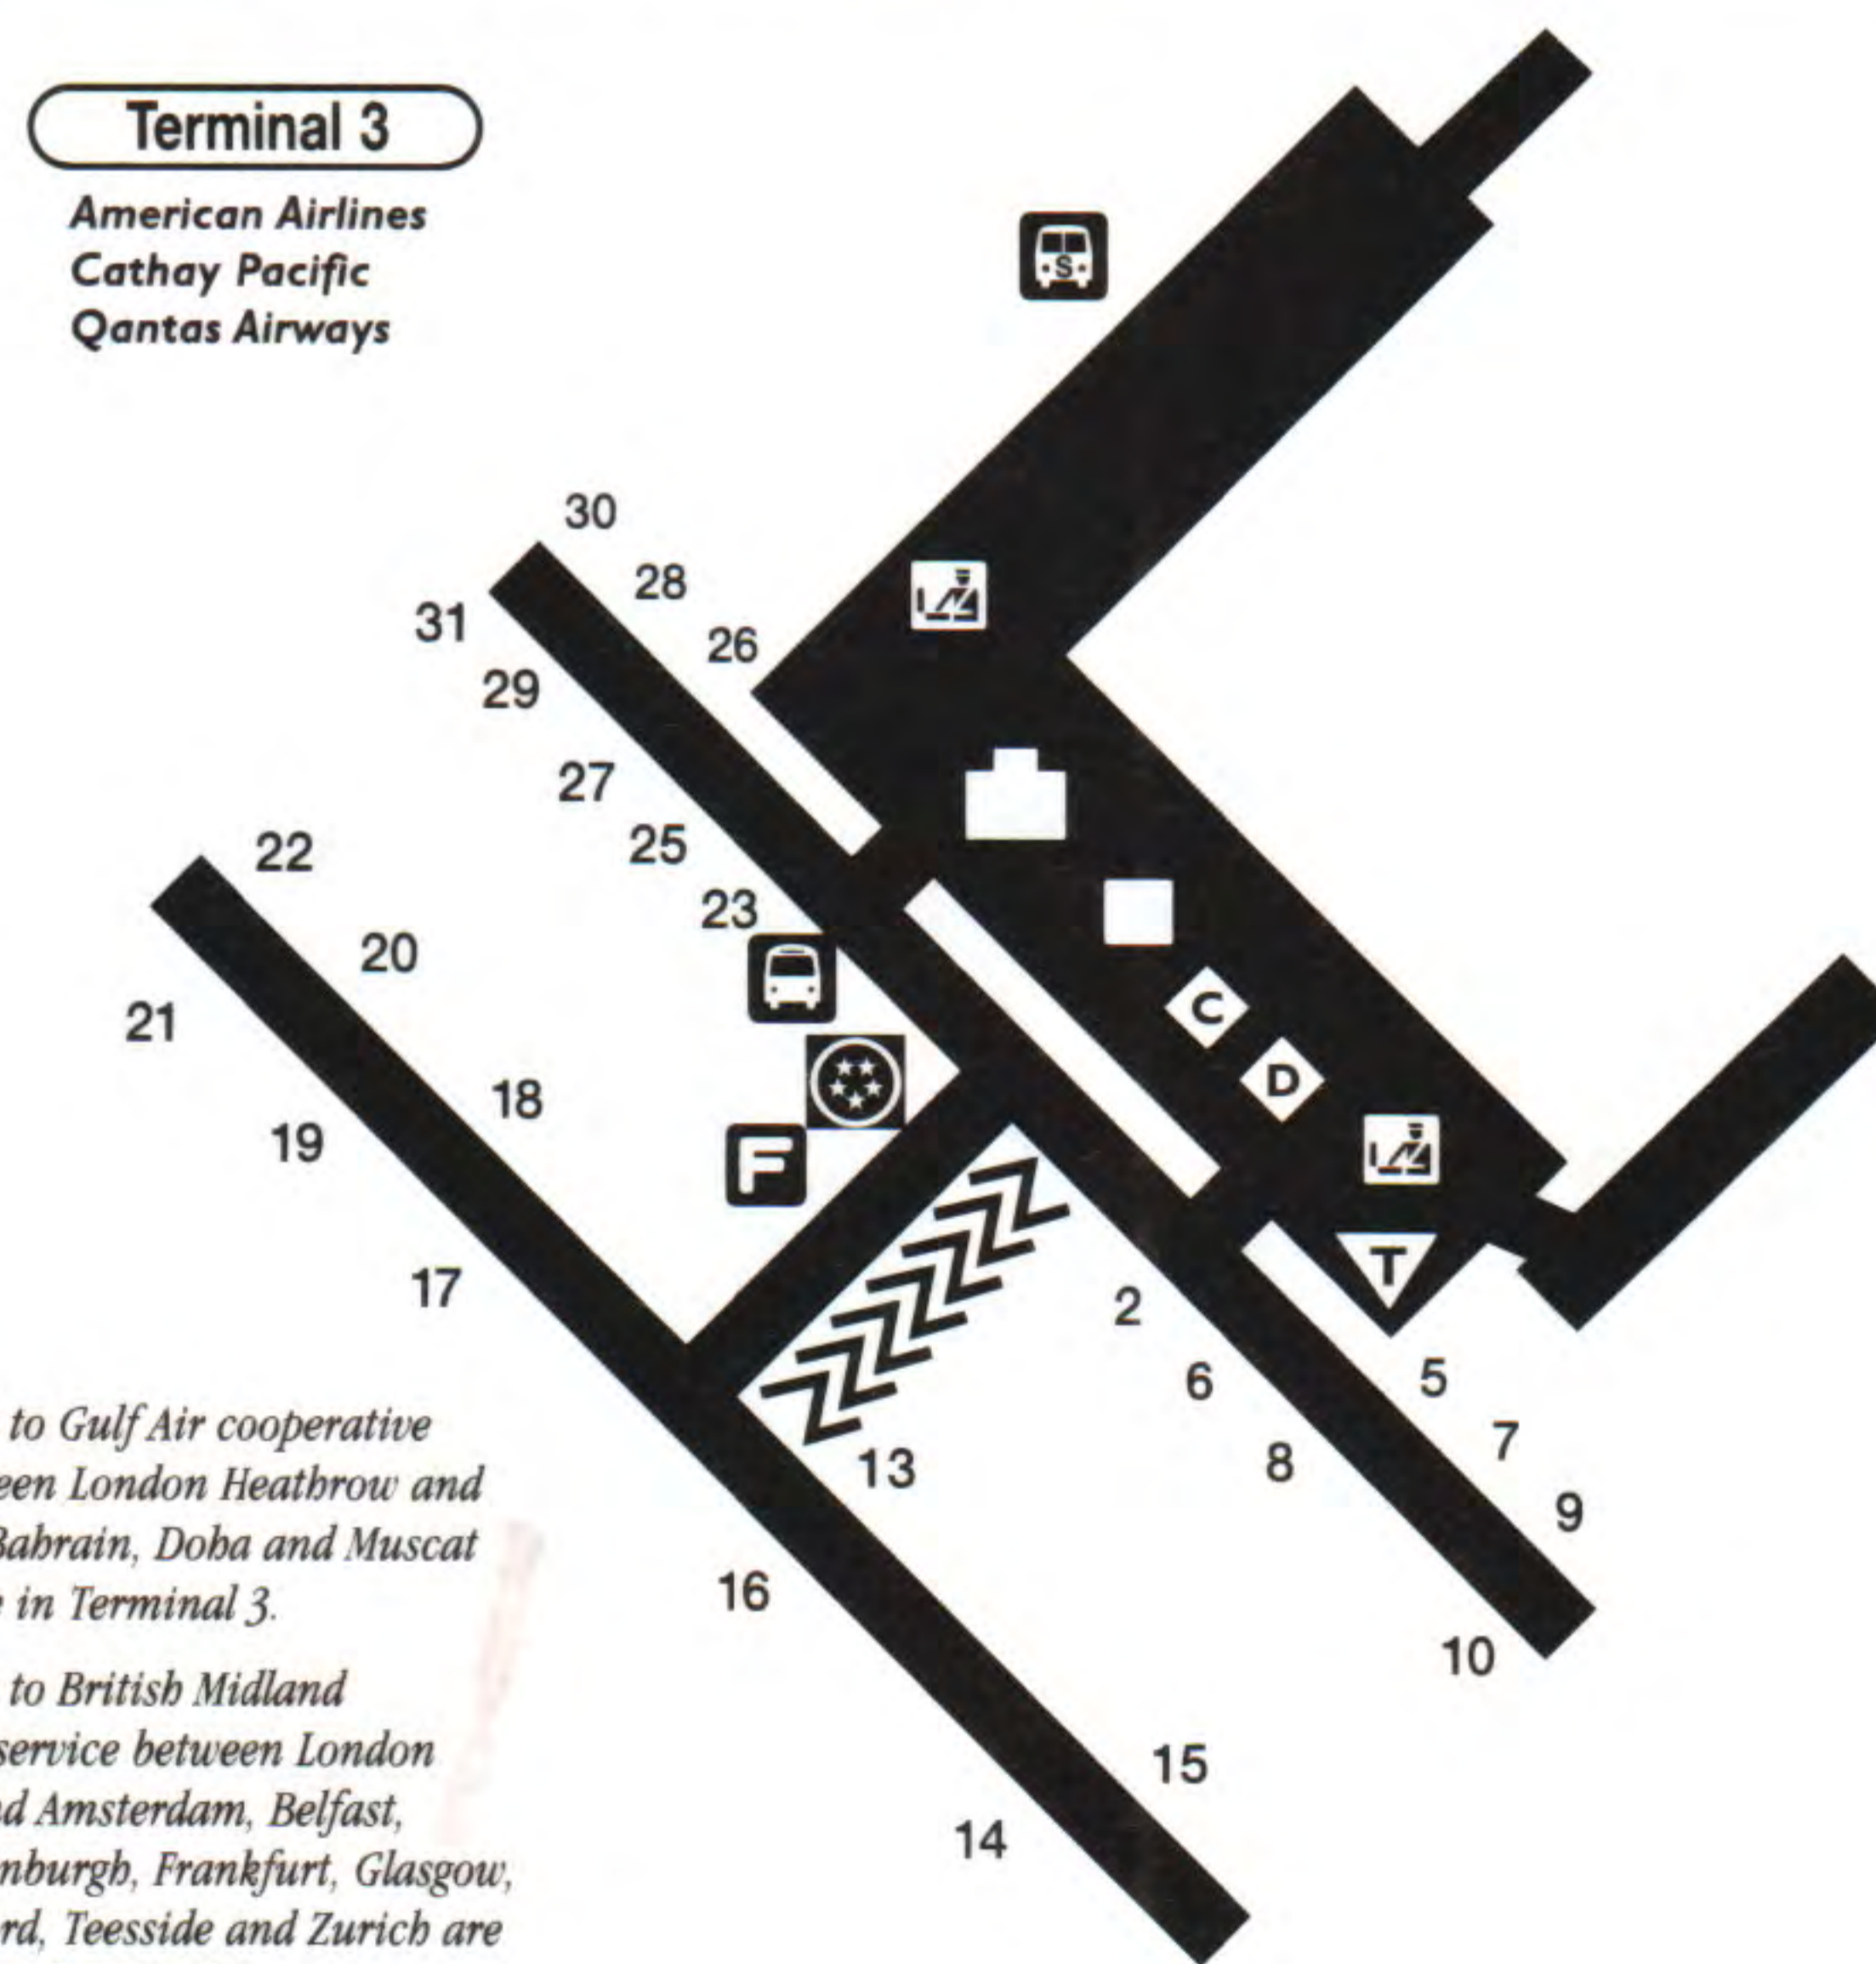 Terminal 3
American Airlines
Cathay Pacific
Qantas Airways
S
30
28
31
26
29
27
25
22
23
20
C
21
D
18
19
F
T
17
2
5
6
to Gulf Air cooperative
7
8
13
een London Heathrow and
9
Bahrain, Doha and Muscat
16
in Terminal 3.
10
to British Midland
service between London
15
Amsterdam, Belfast,
14
nburgh, Frankfurt, Glasgow,
rd, Teesside and Zurich are